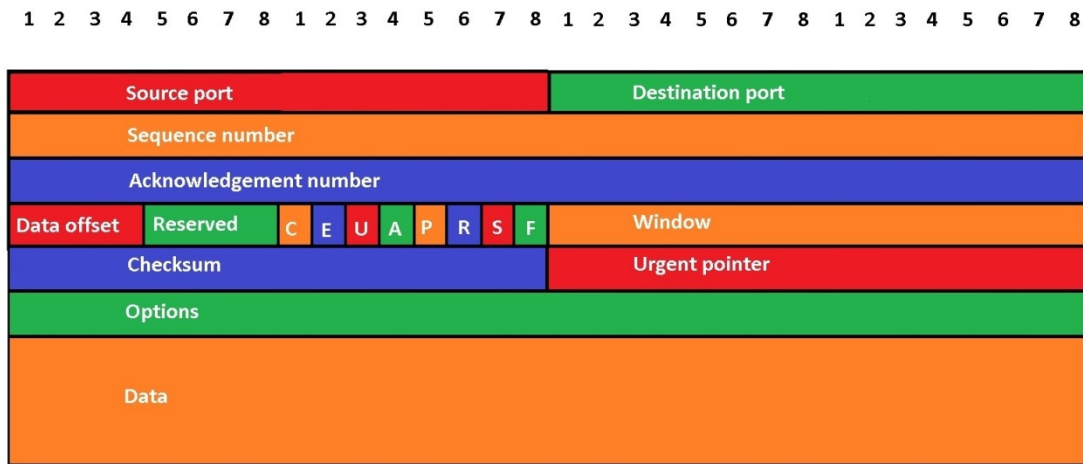 1 2 3 4 5 6 7 8 1 2 3 4 5 6 7 8 1 2 3 4 5 6 7 8 1 2 3 4 5 6 7 8
Source port Destination port
Sequence number
Acknowledgement number
Data offset Reserved C E U A P R S F Window
Checksum Urgent pointer
Options
Data